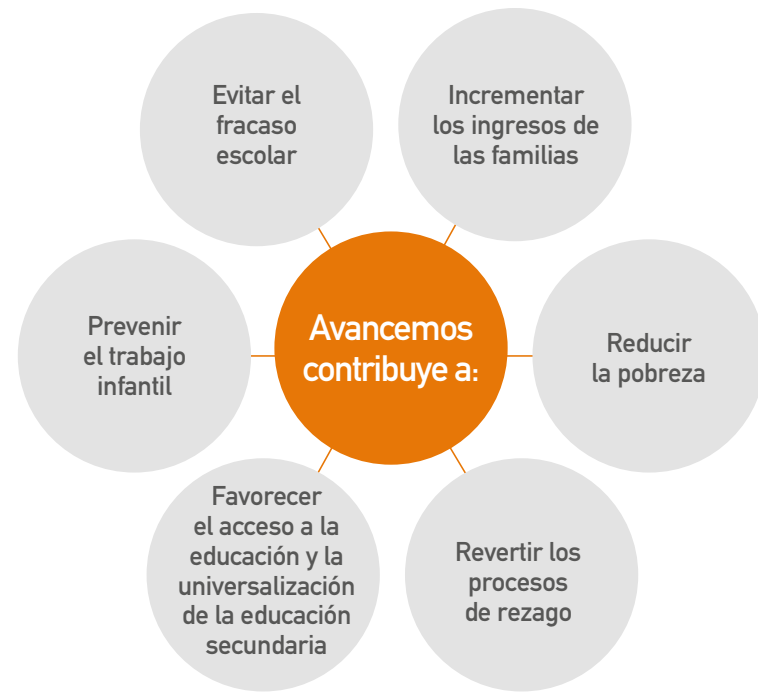 Evitar el
fracaso
escolar
Incrementar
los ingresos de
las familias
Avancemos
contribuye a:
Prevenir
el trabajo
infantil
Reducir
la pobreza
Favorecer
el acceso a la
educación y la
universalización
de la educación
secundaria
Revertir los
procesos
de rezago